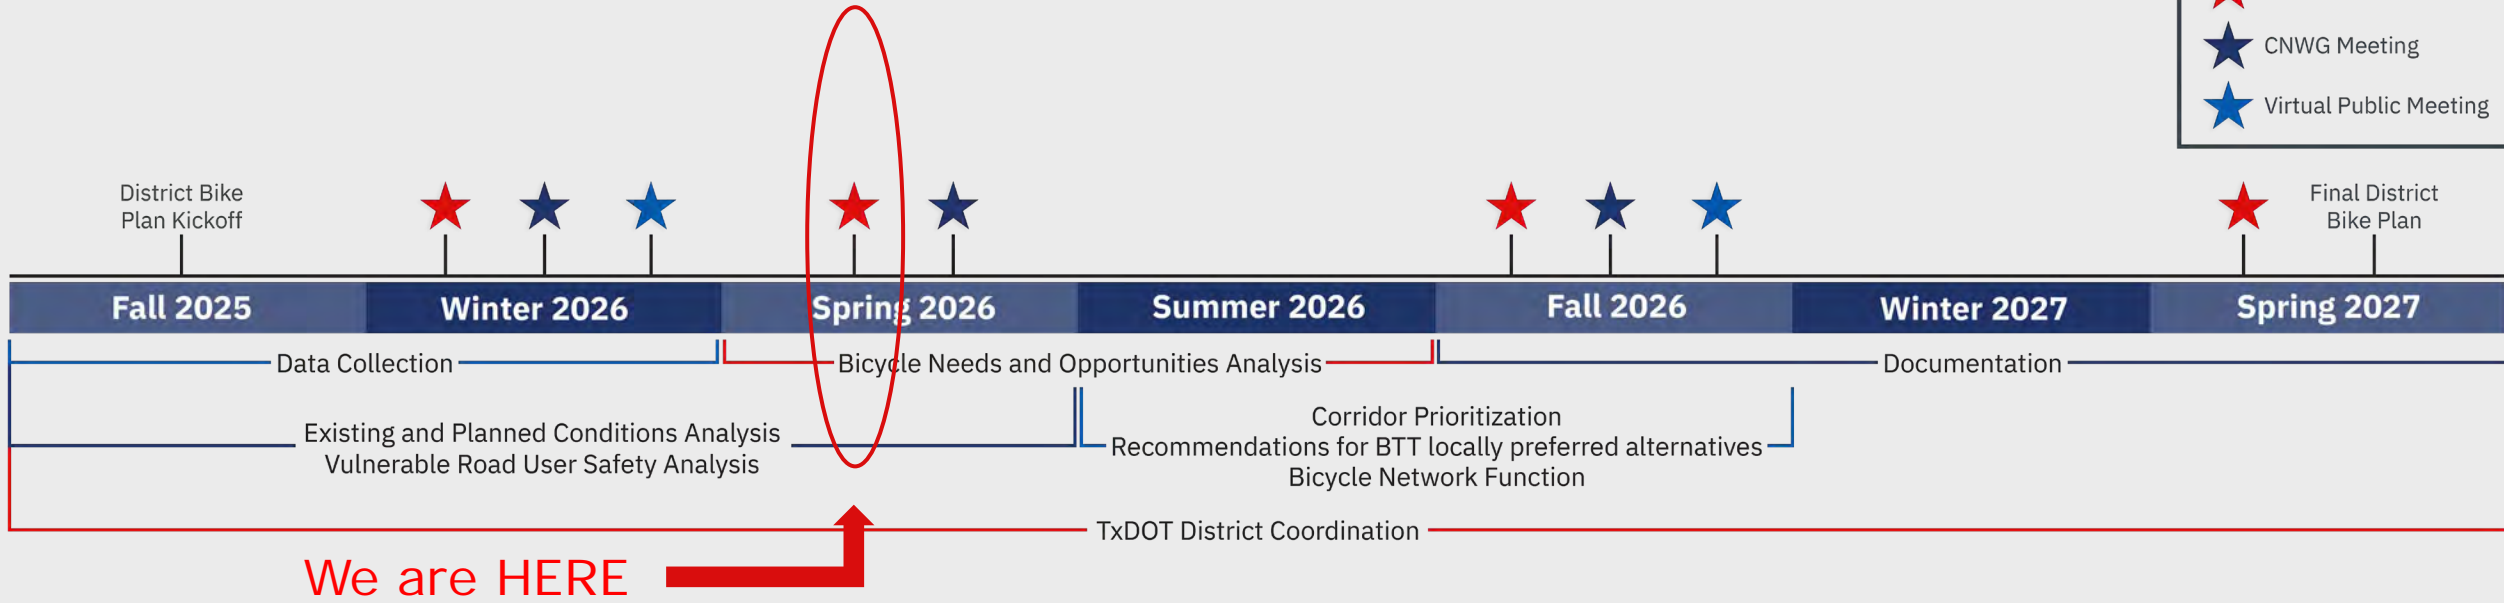 CNWG Meeting
Virtual Public Meeting
District Bike
Plan Kickoff
Final District
Bike Plan
Fall 2025
Winter 2026
Spring 2026
Summer 2026
Fall 2026
Winter 2027
Spring 2027
Data Collection
Bicycle Needs and Opportunities Analysis
Documentation
Existing and Planned Conditions Analysis
Vulnerable Road User Safety Analysis
Corridor Prioritization
Recommendations for BTT locally preferred alternatives
Bicycle Network Function
TxDOT District Coordination
We are HERE